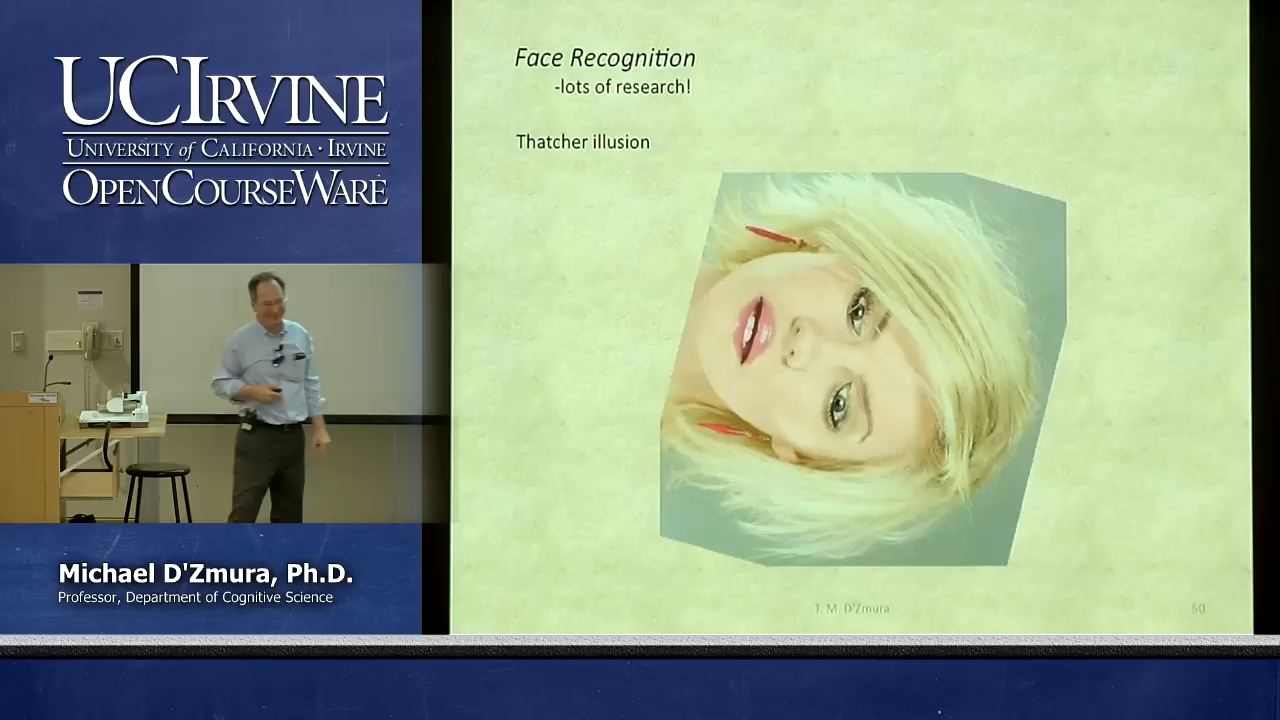 UCIRVINE
UNIVERSITY of CALIFORNIA · IRVINE
OPENCOURSEWARE
Michael D'Zmura, Ph.D.
Professor, Department of Cognitive Science
Face Recognition
-lots of research!
Thatcher illusion
T. M. D'Zmura
50